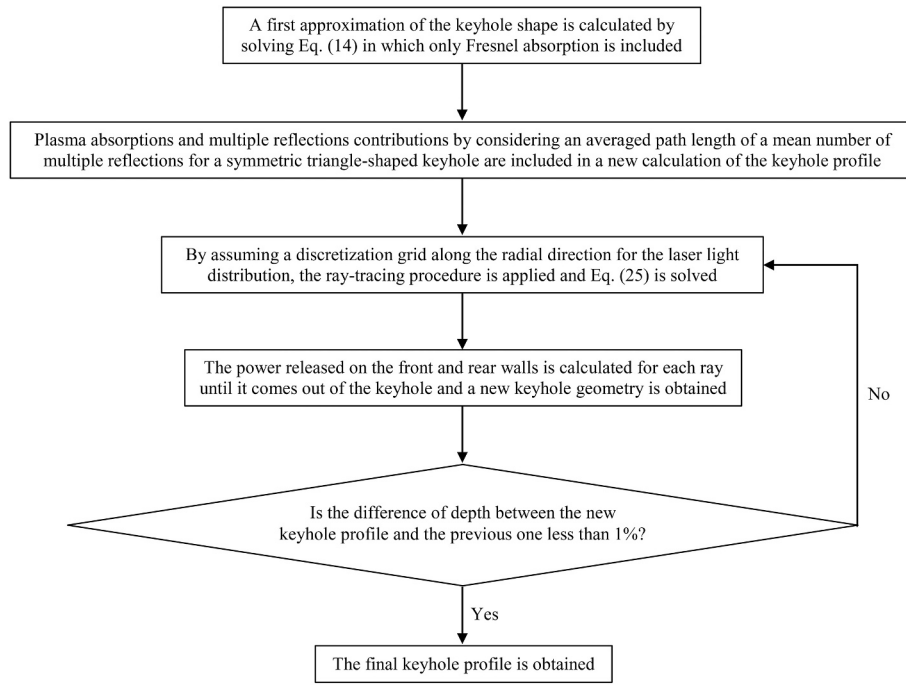 A first approximation of the keyhole shape is calculated by
solving Eq. (14) in which only Fresnel absorption is included
Plasma absorptions and multiple reflections contributions by considering an averaged path length of a mean number of
multiple reflections for a symmetric triangle-shaped keyhole are included in a new calculation of the keyhole profile
By assuming a discretization grid along the radial direction for the laser light
distribution, the ray-tracing procedure is applied and Eq. (25) is solved
The power released on the front and rear walls is calculated for each ray
until it comes out of the keyhole and a new keyhole geometry is obtained
No
Is the difference of depth between the new
keyhole profile and the previous one less than 1%?
Yes
The final keyhole profile is obtained